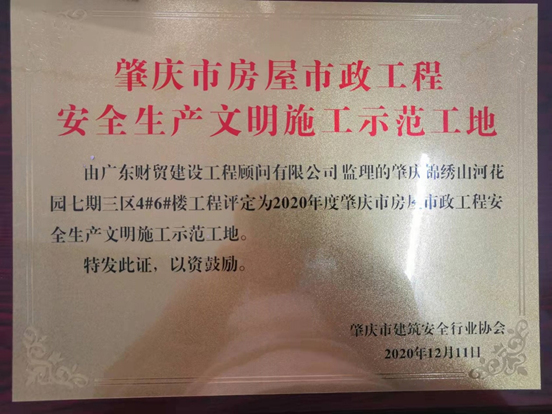 肇庆市房屋市政工程
安全生产文明施工示范工地
由广东财贸建设工程顾问有限公司监理的肇庆锦绣山河花
园七期三区4#6#楼工程评定为2020年度肇庆市房屋市政工程安
全生产文明施工示范工地。
特发此证，以资鼓励。
肇庆市建筑安全行业协会
2020年12月11日